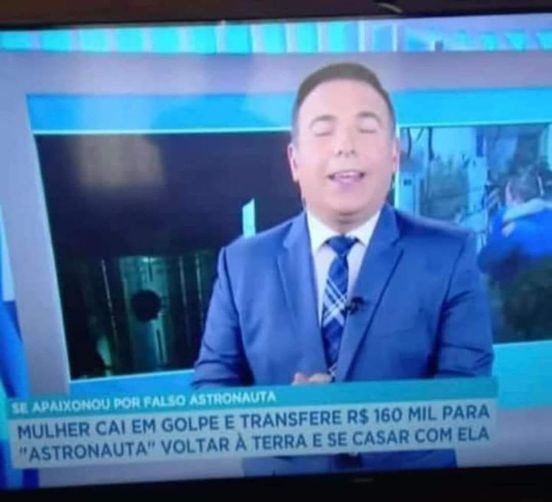 SE APAIXONOU POR FALSO ASTRONAUTA
MULHER CAI EM GOLPE E TRANSFERE R$ 160 MIL PARA
"ASTRONAUTA" VOLTAR À TERRA E SE CASAR COM ELA